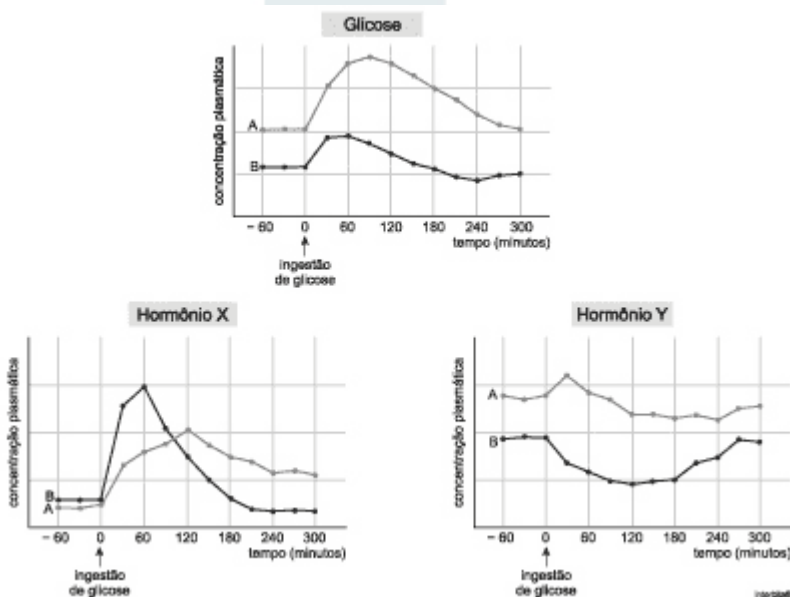 Glicose
concentração plasmática
A
B
– 60 0 60 120 180 240 300
tempo (minutos)
ingestão
de glicose
Hormônio X
concentração plasmática
B
A
– 60 0 60 120 180 240 300
tempo (minutos)
ingestão
de glicose
Hormônio Y
concentração plasmática
A
B
– 60 0 60 120 180 240 300
tempo (minutos)
ingestão
de glicose